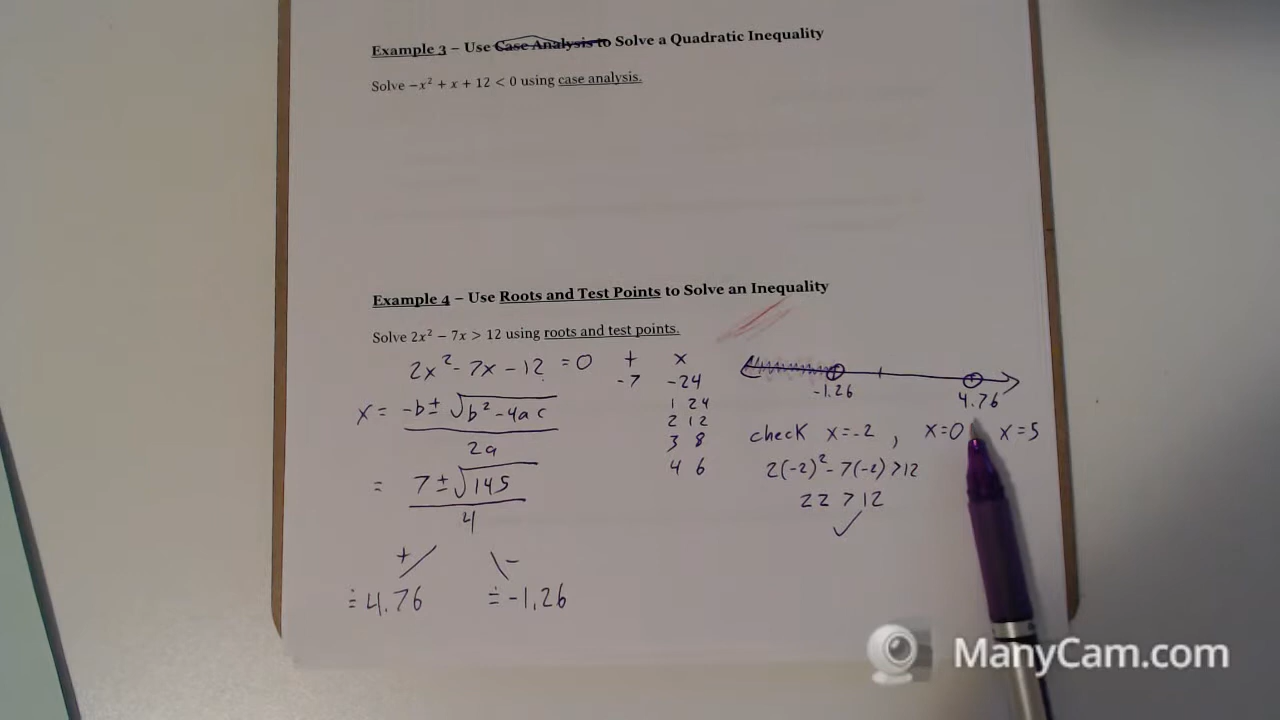 Example 3 – Use Case Analysis to Solve a Quadratic Inequality
Solve −x² + x + 12 < 0 using case analysis.
Example 4 – Use Roots and Test Points to Solve an Inequality
Solve 2x² − 7x > 12 using roots and test points.
2x² - 7x - 12 = 0
x = -b ± √b² - 4ac
2a
= 7 ± √145
4
+ -
≐ 4.76 ≐ -1.26
+ x
-7 -24
1 24
2 12
3 8
4 6
-1.26 4.76
check x=-2 , x=0 x=5
2(-2)² - 7(-2) > 12
22 > 12
✓
ManyCam.com